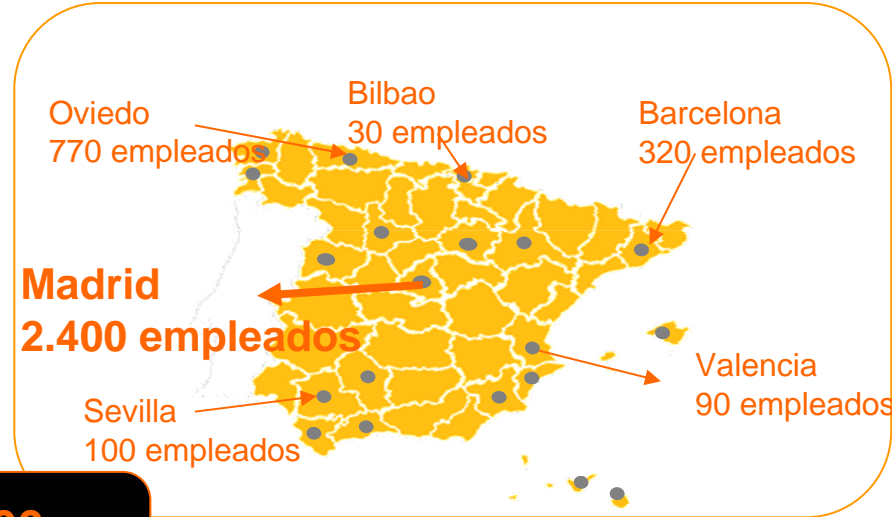 Oviedo
770 empleados
Bilbao
30 empleados
Barcelona
320 empleados
Madrid
2.400 empleados
Valencia
90 empleados
Sevilla
100 empleados